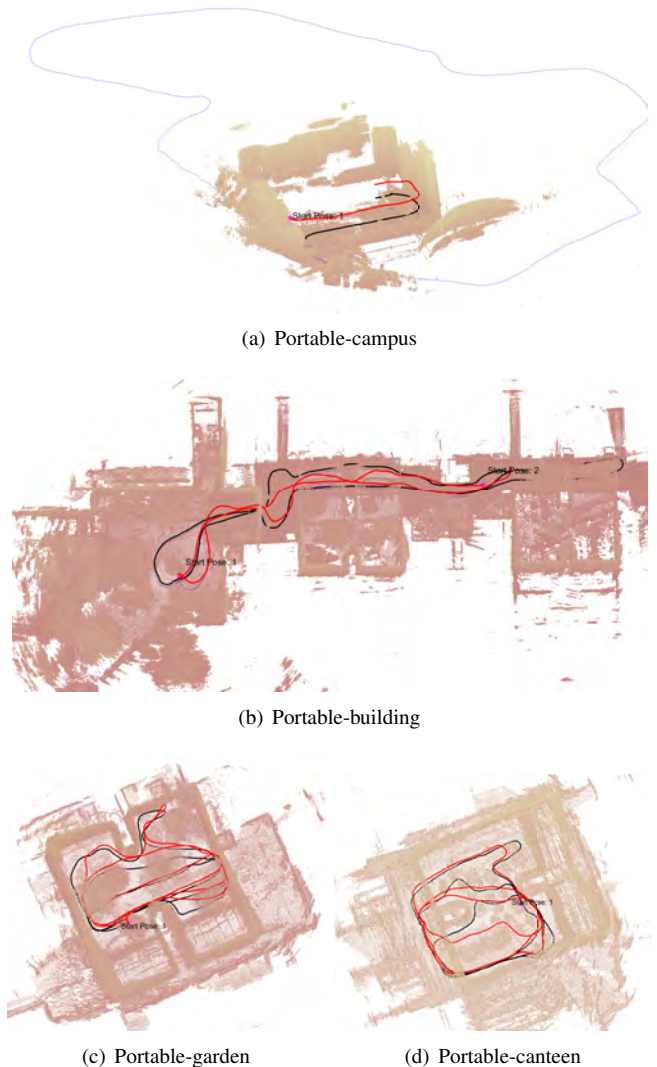 Start Pose: 1
(a) Portable-campus
Start Pose: 2
Start Pose: 1
(b) Portable-building
Start Pose: 1
Start Pose: 1
(c) Portable-garden
(d) Portable-canteen